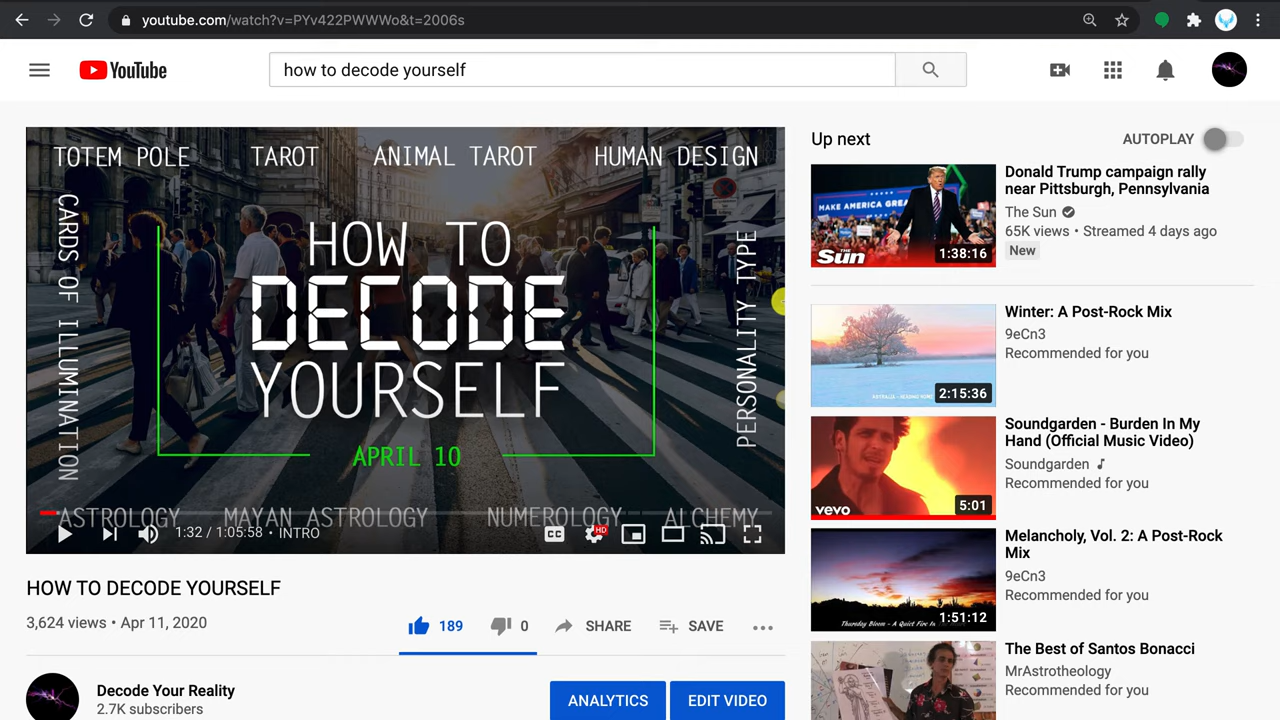 youtube.com/watch?v=PYv422PWWWo&t=2006s
YouTube
how to decode yourself
TOTEM POLE TAROT ANIMAL TAROT HUMAN DESIGN
CARDS OF ILLUMINATION
HOW TO
DECODE
YOURSELF
APRIL 10
PERSONALITY TYPE
ASTROLOGY MAYAN ASTROLOGY NUMEROLOGY ALCHEMY
1:32 / 1:05:58 • INTRO
CC
HD
HOW TO DECODE YOURSELF
3,624 views • Apr 11, 2020
189
0
SHARE
SAVE
Decode Your Reality
2.7K subscribers
ANALYTICS
EDIT VIDEO
Up next
AUTOPLAY
MAKE AMERICA GREA
Sun
1:38:16
Donald Trump campaign rally
near Pittsburgh, Pennsylvania
The Sun
65K views • Streamed 4 days ago
New
2:15:36
Winter: A Post-Rock Mix
9eCn3
Recommended for you
vevo
5:01
Soundgarden - Burden In My
Hand (Official Music Video)
Soundgarden
Recommended for you
Thursday Bloom - A Quiet Fire In
1:51:12
Melancholy, Vol. 2: A Post-Rock
Mix
9eCn3
Recommended for you
The Best of Santos Bonacci
MrAstrotheology
Recommended for you